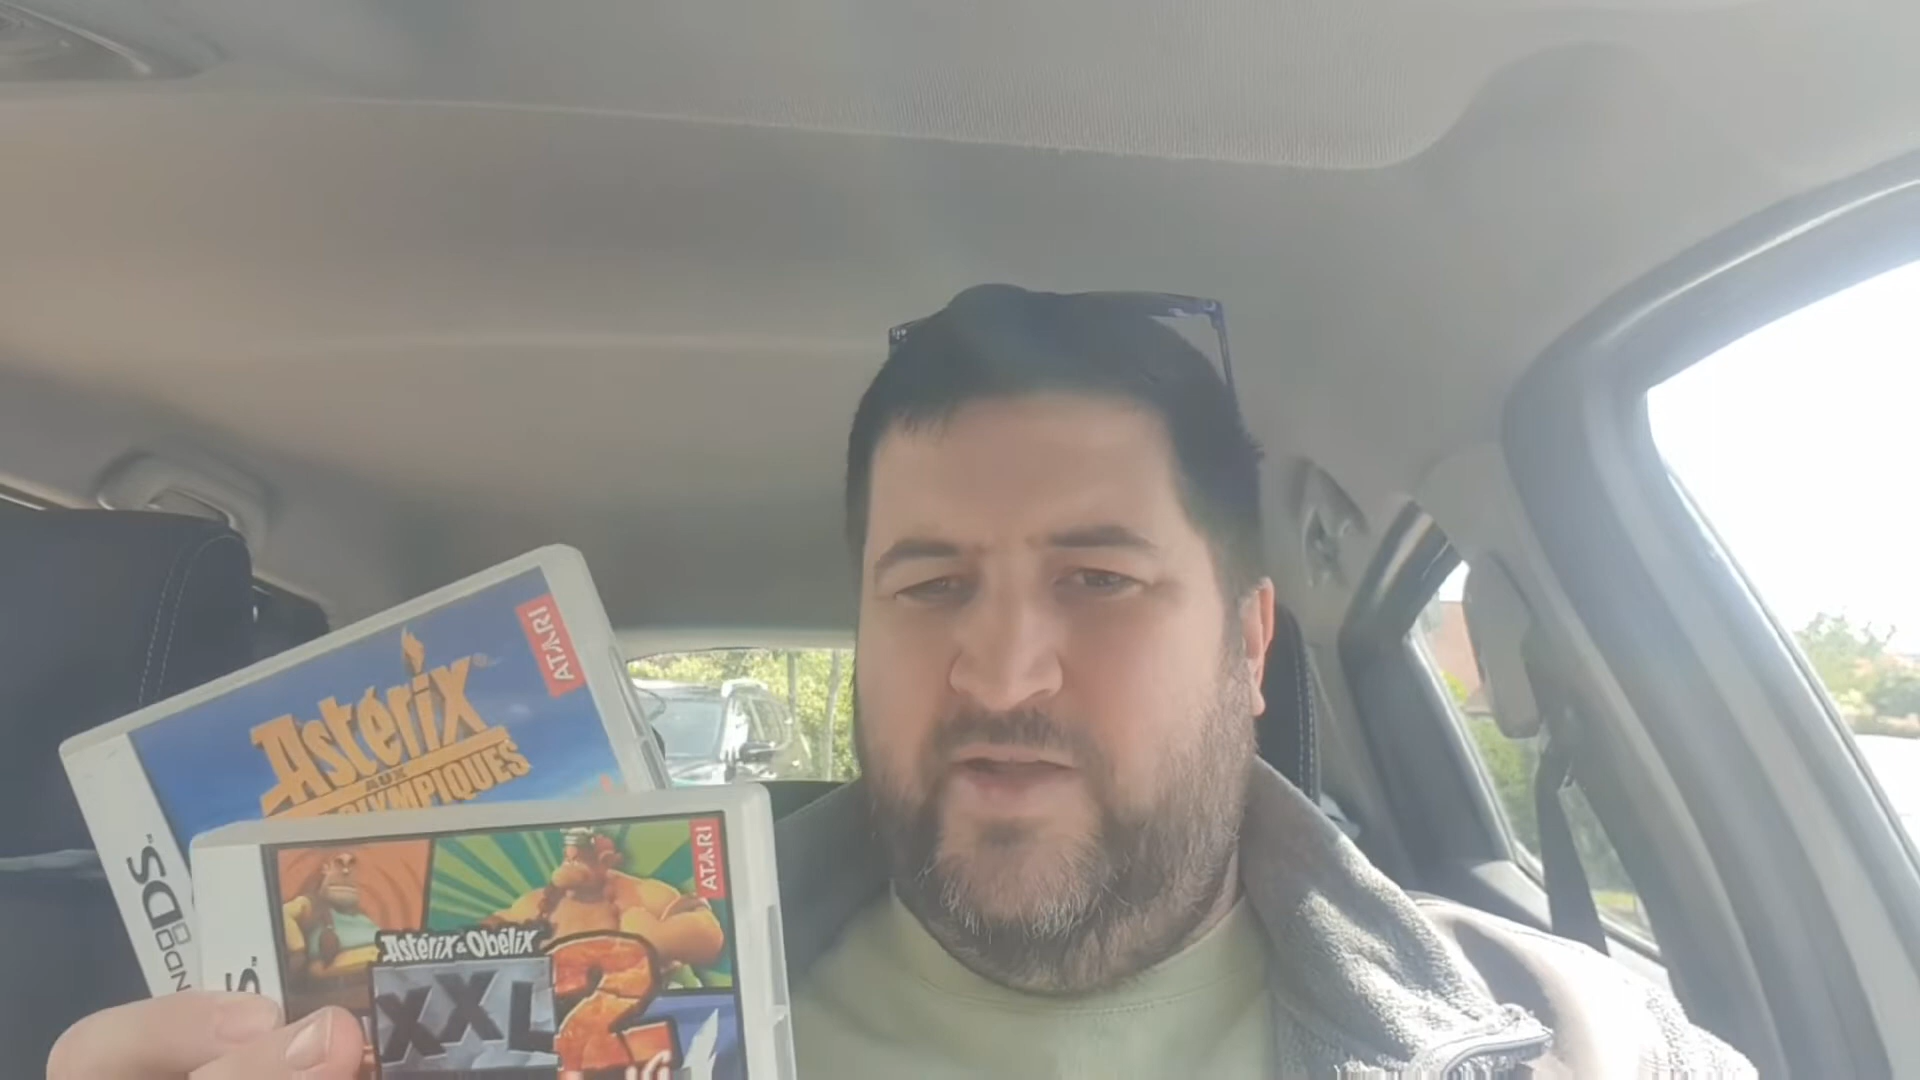 ATARI
Astérix
AUX
OLYMPIQUES
DS
ATARI
Astérix & Obélix
XXL 2
S